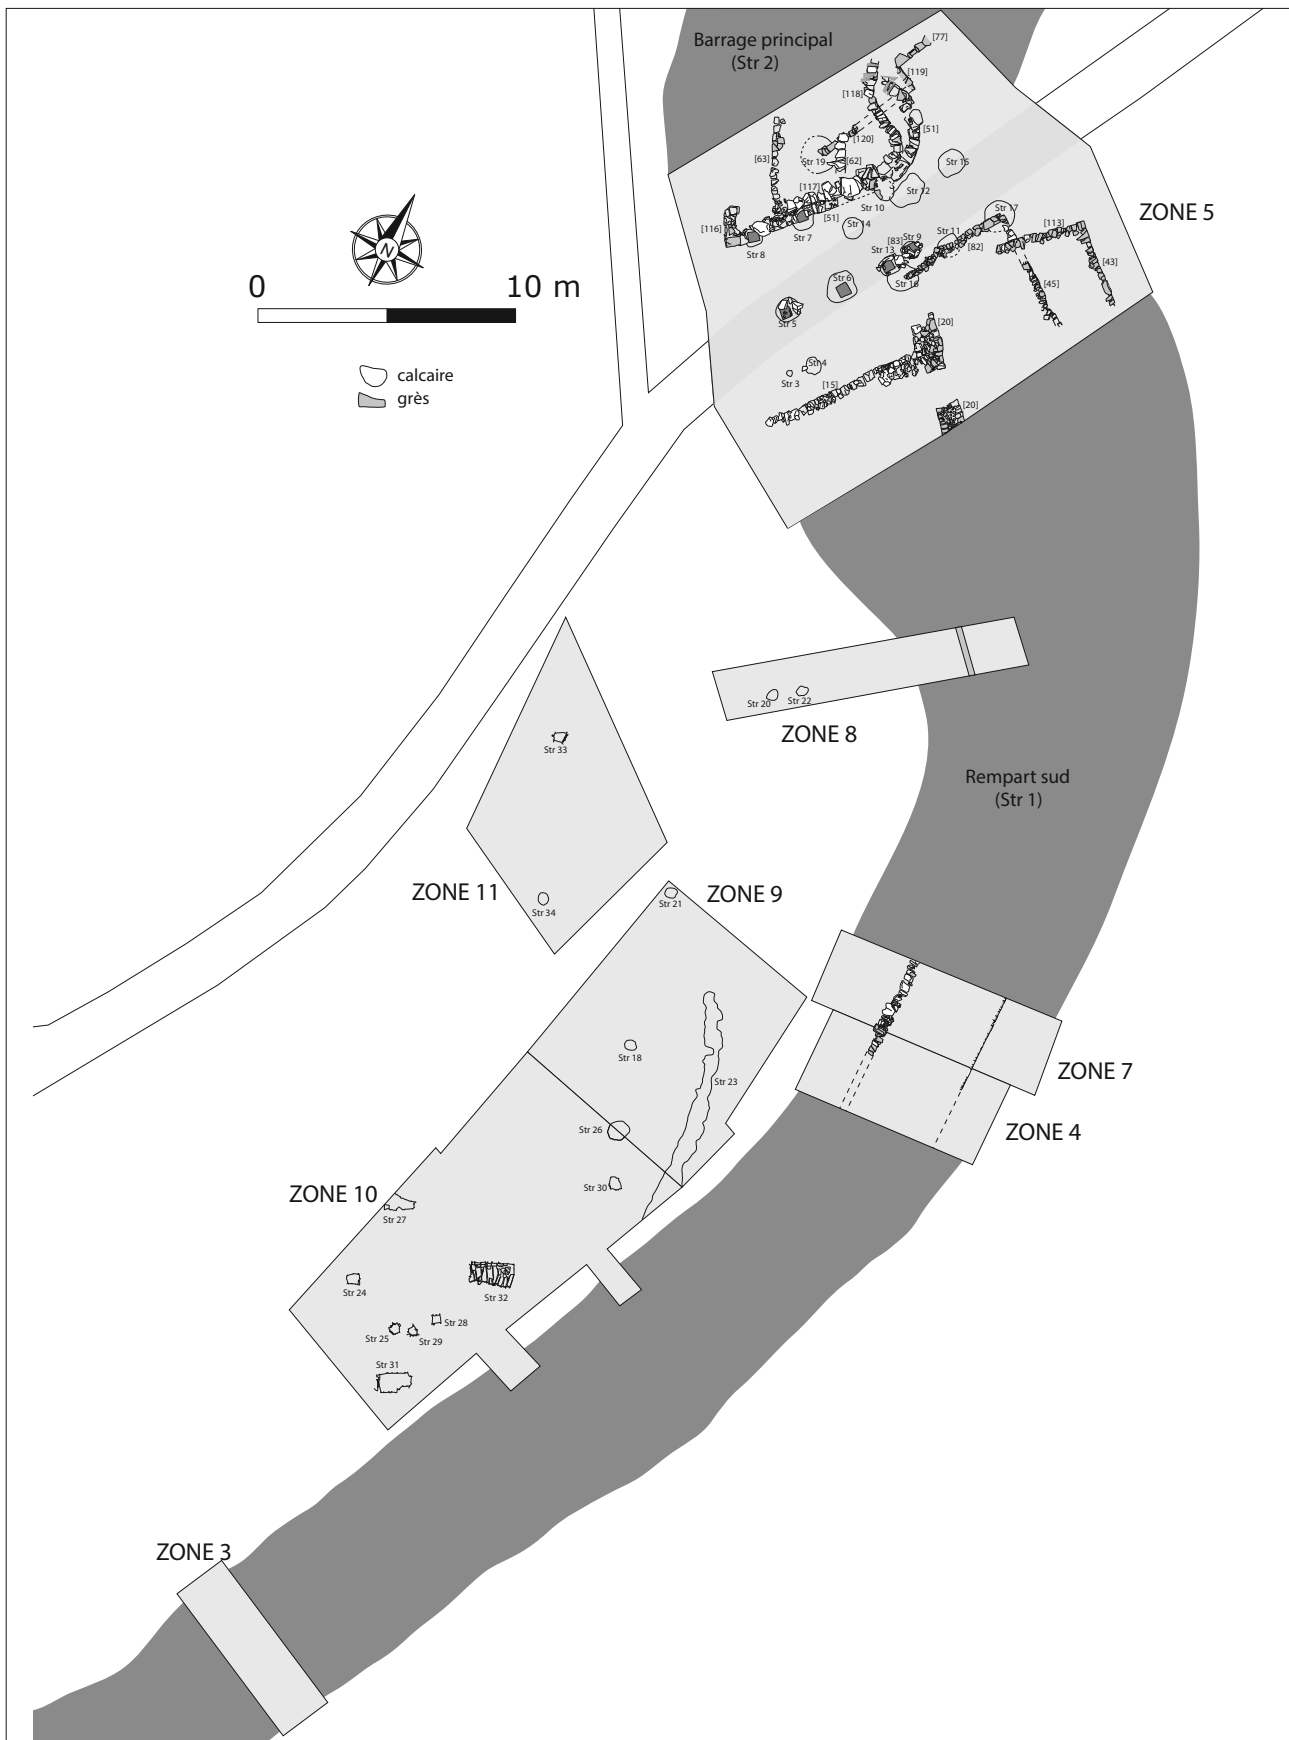 Barrage principal
(Str 2)
[77]
[119]
[118]
[51]
[120]
[63]
Str 19
[62]
Str 15
[117]
Str 12
Str 10
[51]
ZONE 5
Str 17
[116]
Str 7
Str 14
[113]
Str 8
[83]
Str 9
Str 11
[82]
Str 13
[43]
Str 6
Str 16
[45]
N
0
10 m
Str 5
[20]
calcaire
grès
Str 4
Str 3
[15]
[20]
Str 20
Str 22
ZONE 8
Str 33
Rempart sud
(Str 1)
ZONE 11
ZONE 9
Str 21
Str 34
Str 18
ZONE 7
Str 23
Str 26
ZONE 4
Str 30
ZONE 10
Str 27
Str 24
Str 32
Str 28
Str 25
Str 29
Str 31
ZONE 3